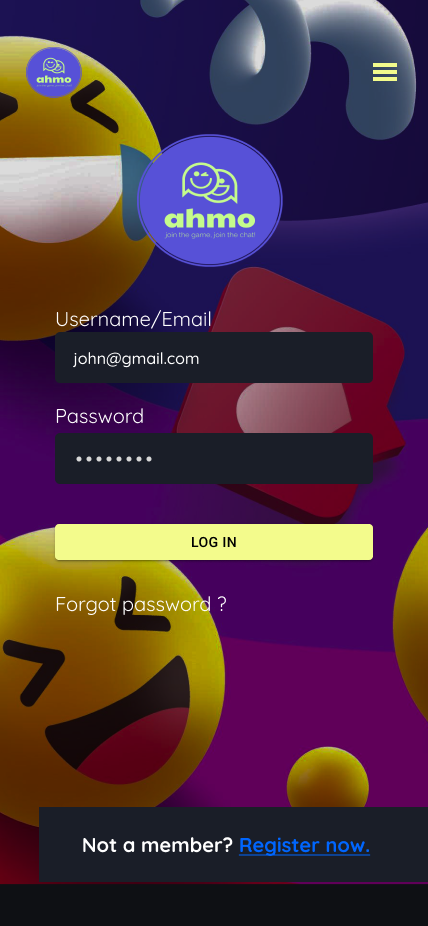 ahmo
ahmo
join the game, join the chat!
Username/Email
john@gmail.com
Password
LOG IN
Forgot password ?
Not a member? Register now.